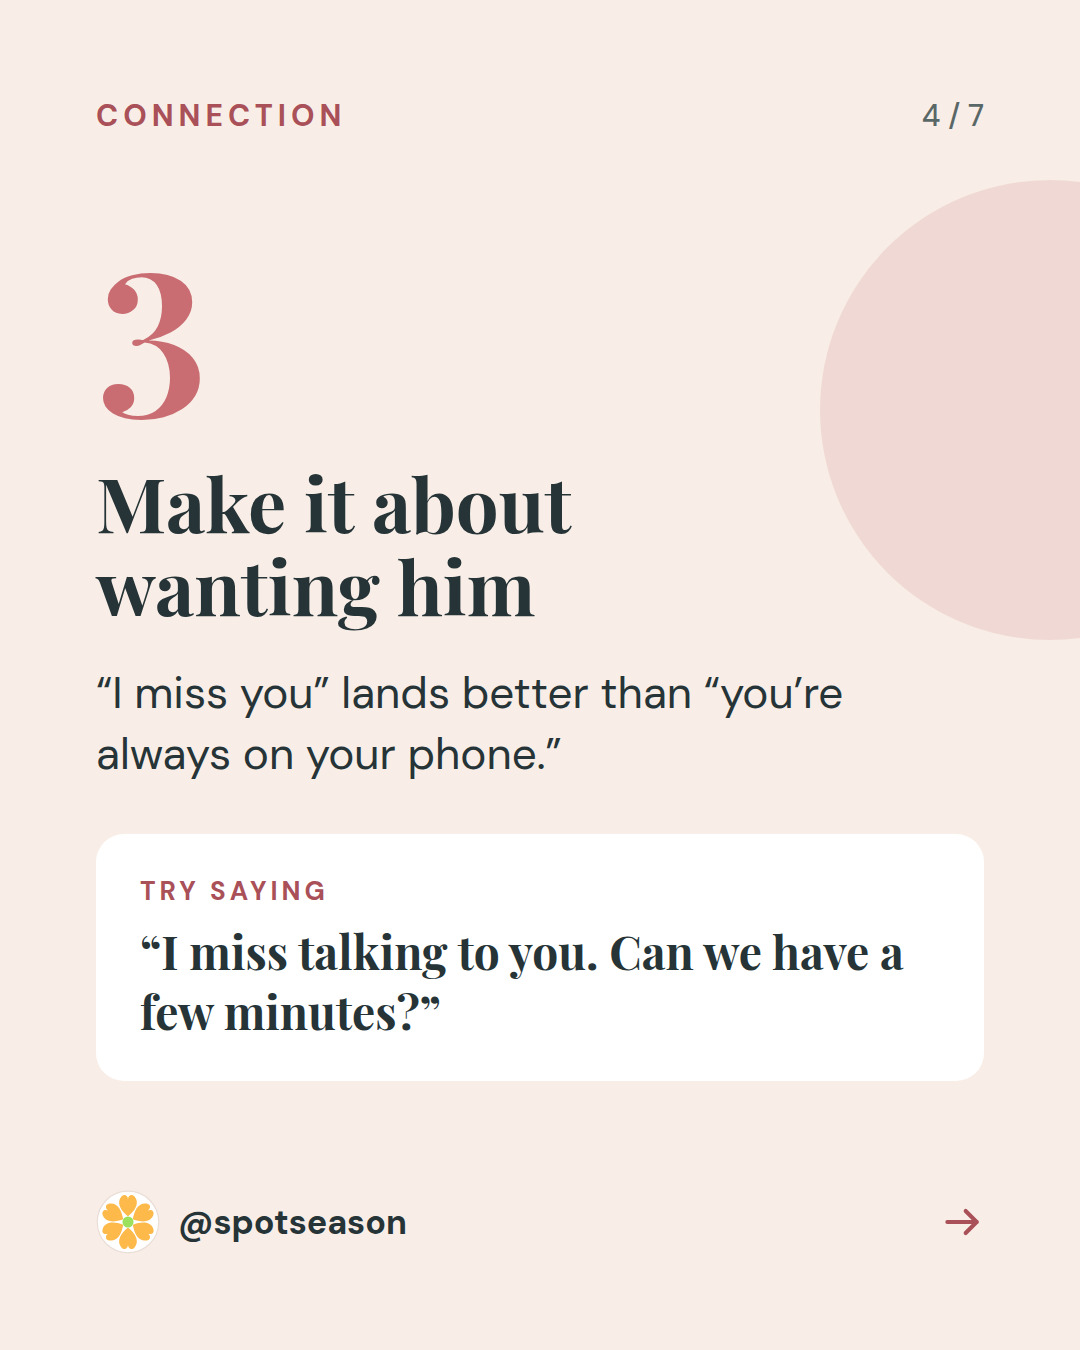 CONNECTION
4 / 7
3
Make it about
wanting him
“I miss you” lands better than “you’re
always on your phone.”
TRY SAYING
“I miss talking to you. Can we have a
few minutes?”
@spotseason